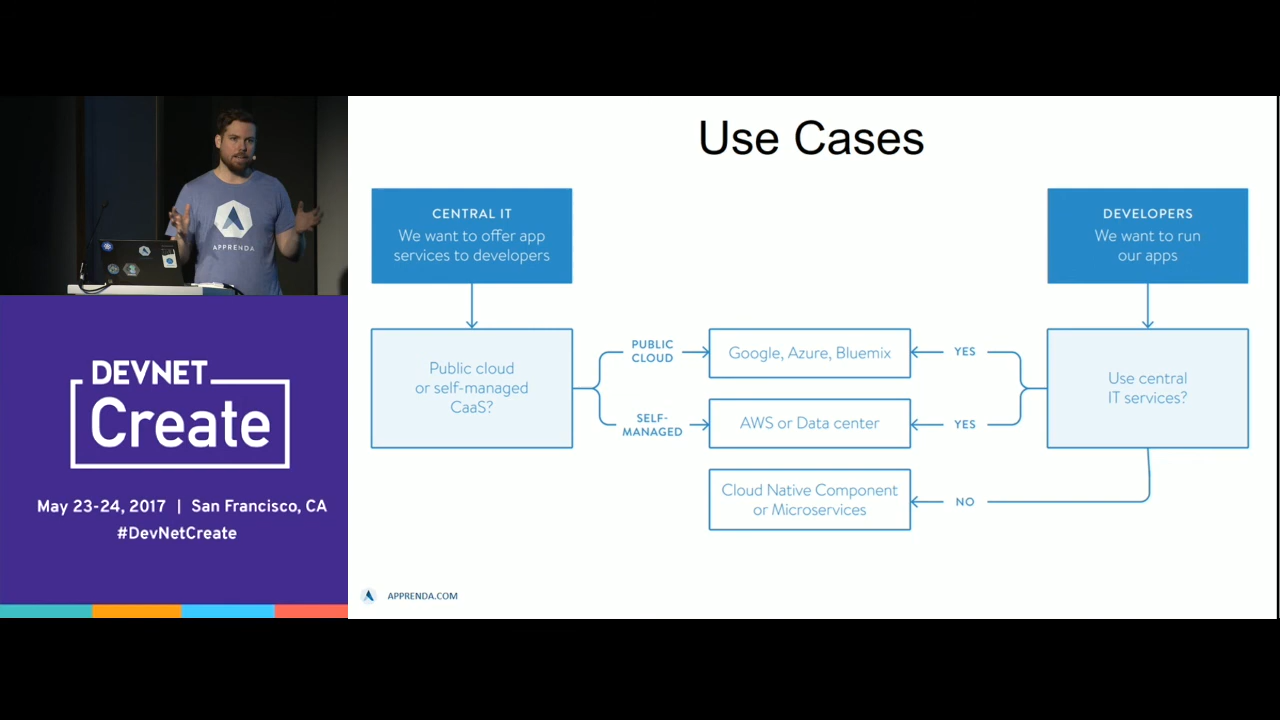 Use Cases
CENTRAL IT
We want to offer app
services to developers
DEVELOPERS
We want to run
our apps
Public cloud
or self-managed
CaaS?
PUBLIC
CLOUD
SELF-
MANAGED
Google, Azure, Bluemix
AWS or Data center
Cloud Native Component
or Microservices
YES
YES
NO
Use central
IT services?
APPRENDA.COM
APPRENDA
DEVNET
Create
May 23-24, 2017 | San Francisco, CA
#DevNetCreate